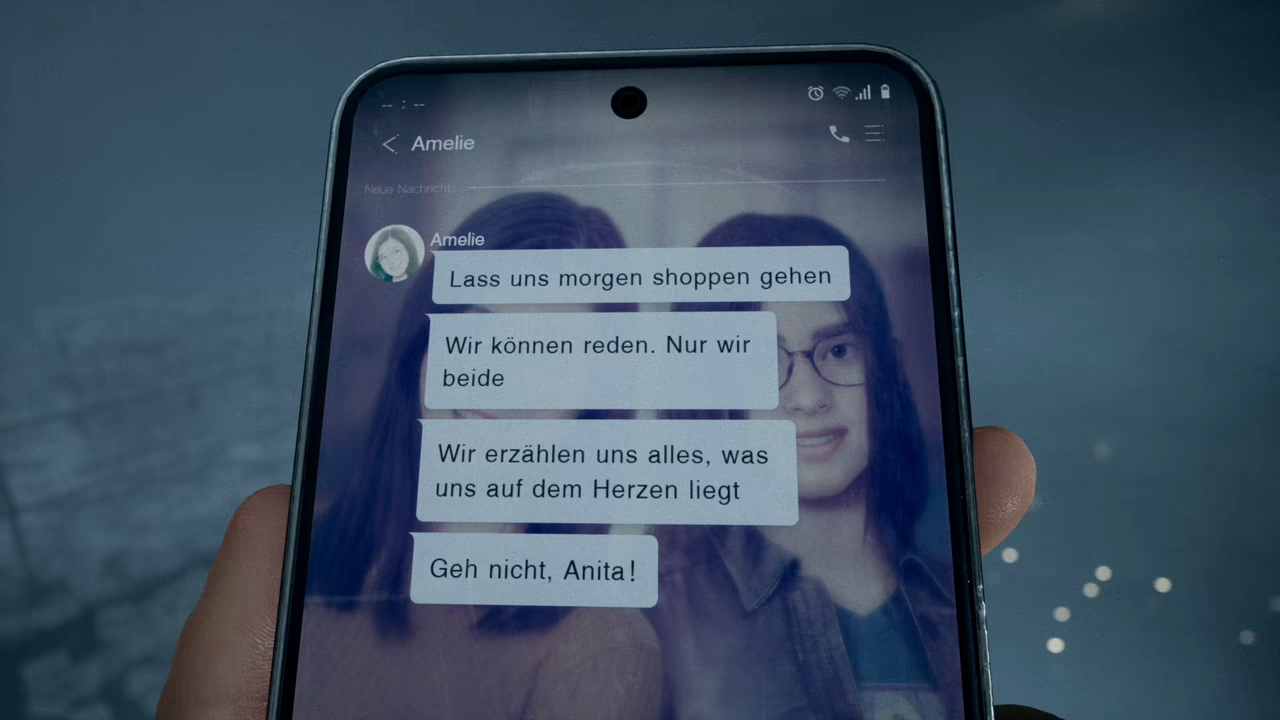 -- : --
Amelie
Neue Nachricht:
Amelie
Lass uns morgen shoppen gehen
Wir können reden. Nur wir
beide
Wir erzählen uns alles, was
uns auf dem Herzen liegt
Geh nicht, Anita!